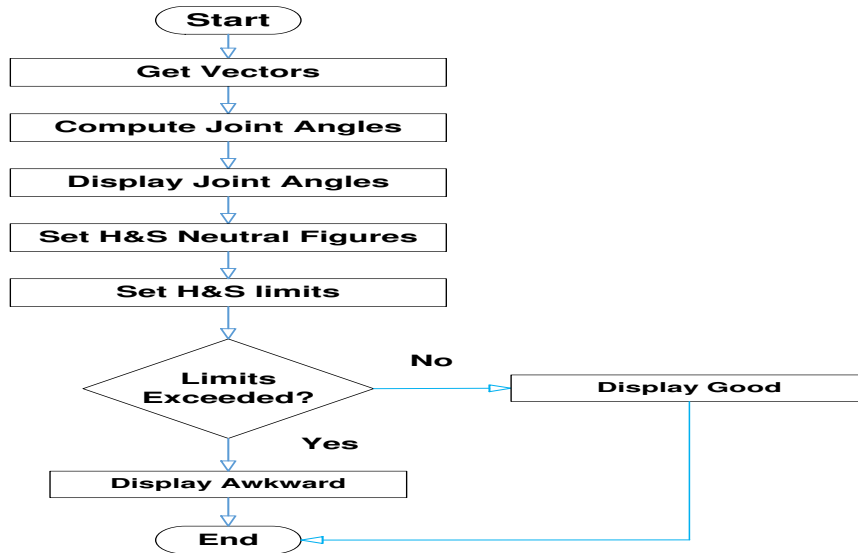 Start
Get Vectors
Compute Joint Angles
Display Joint Angles
Set H&S Neutral Figures
Set H&S limits
Limits
Exceeded?
No
Display Good
Yes
Display Awkward
End